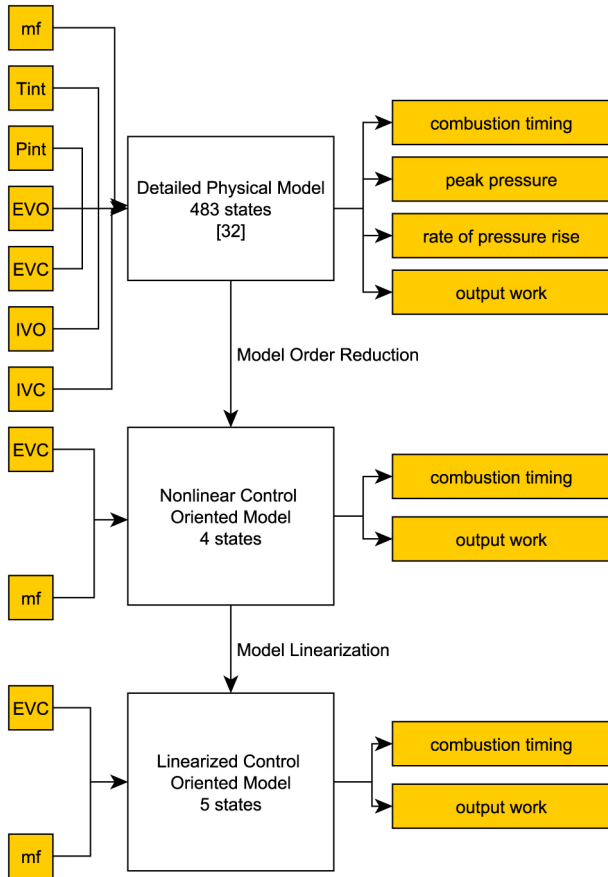 mf
Tint
Pint
EVO
EVC
IVO
IVC
Detailed Physical Model
483 states
[32]
combustion timing
peak pressure
rate of pressure rise
output work
Model Order Reduction
EVC
mf
Nonlinear Control
Oriented Model
4 states
combustion timing
output work
Model Linearization
EVC
mf
Linearized Control
Oriented Model
5 states
combustion timing
output work